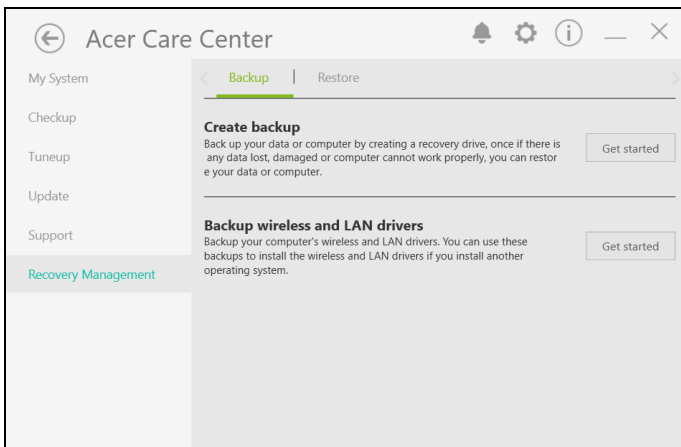 Acer Care Center
My System
Checkup
Tuneup
Update
Support
Recovery Management
Backup | Restore
Create backup
Back up your data or computer by creating a recovery drive, once if there is
any data lost, damaged or computer cannot work properly, you can restor
e your data or computer.
Get started
Backup wireless and LAN drivers
Backup your computer's wireless and LAN drivers. You can use these
backups to install the wireless and LAN drivers if you install another
operating system.
Get started